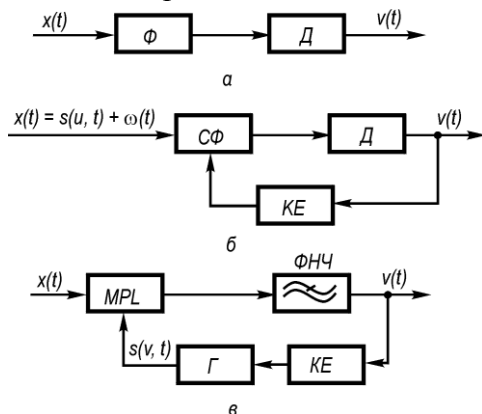 x(t) Ф Д v(t)
а
x(t) = s(u, t) + ω(t) СФ Д v(t)
КЕ
б
ФНЧ
x(t) MPL v(t)
s(v, t) Г КЕ
в